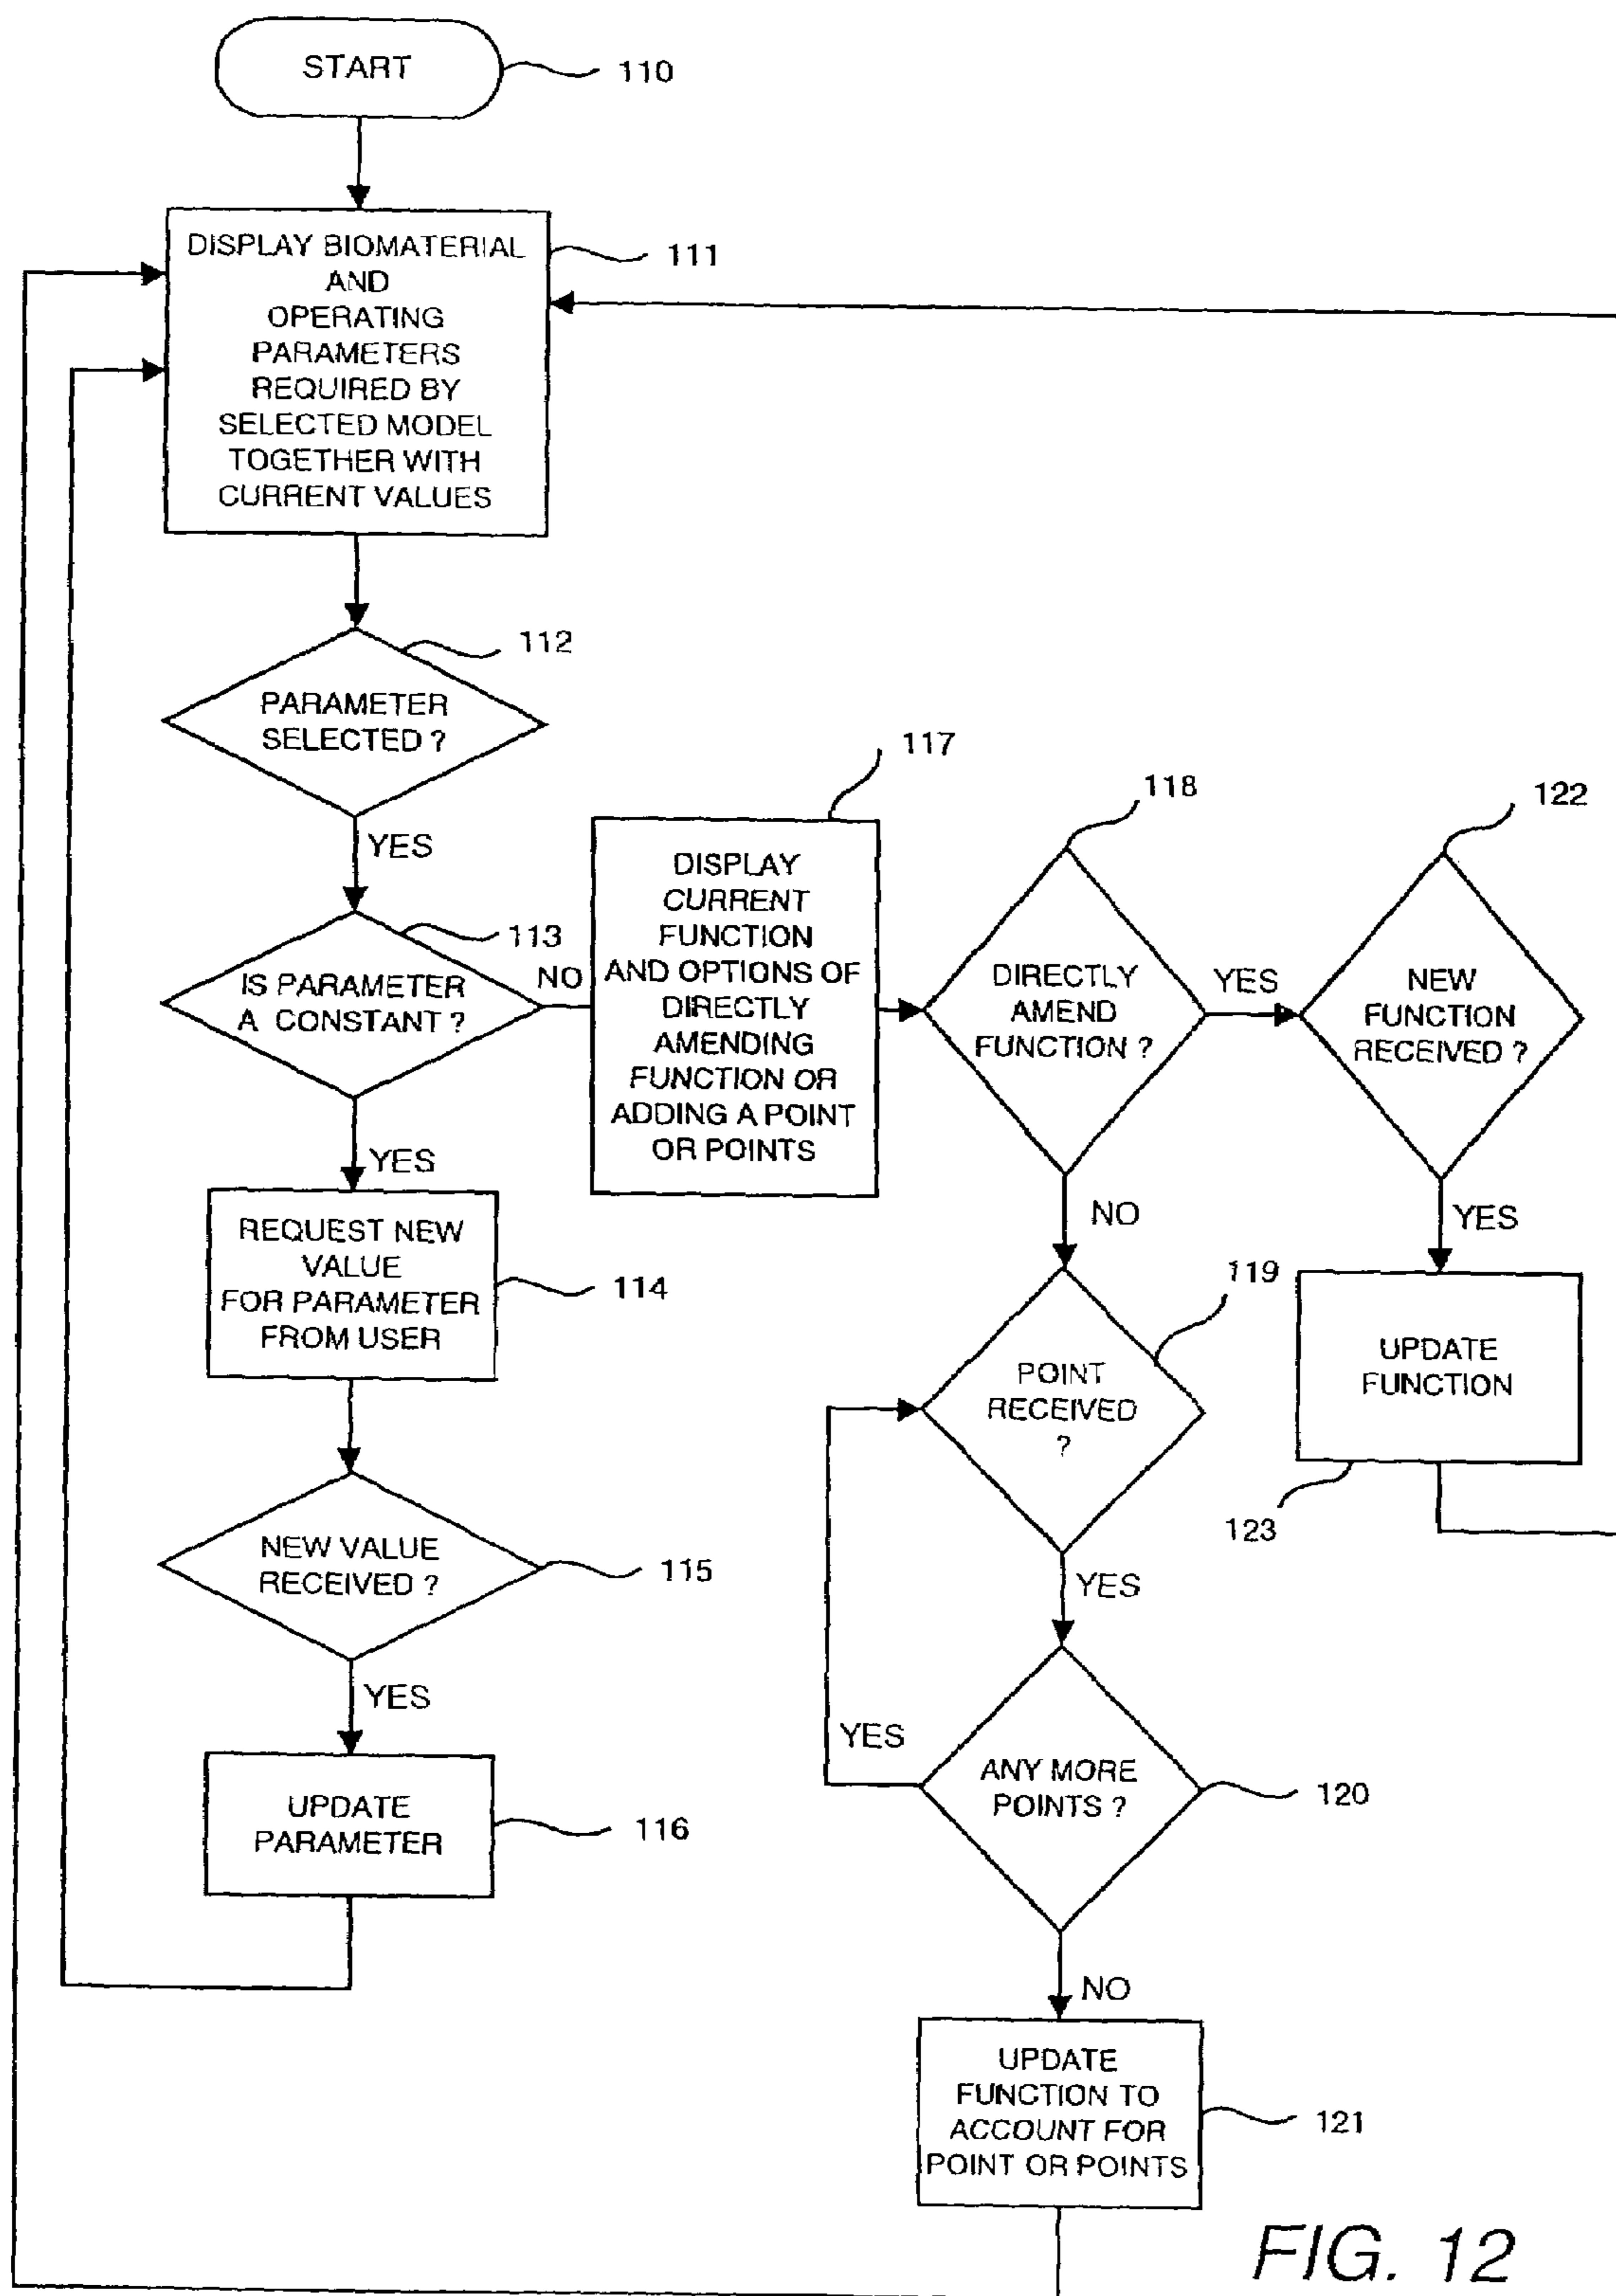 START
110
DISPLAY BIOMATERIAL
AND
OPERATING
PARAMETERS
REQUIRED BY
SELECTED MODEL
TOGETHER WITH
CURRENT VALUES
111
112
PARAMETER
SELECTED ?
YES
113
IS PARAMETER
A CONSTANT ?
NO
YES
REQUEST NEW
VALUE
FOR PARAMETER
FROM USER
114
NEW VALUE
RECEIVED ?
115
YES
UPDATE
PARAMETER
116
117
DISPLAY
CURRENT
FUNCTION
AND OPTIONS OF
DIRECTLY
AMENDING
FUNCTION OR
ADDING A POINT
OR POINTS
118
DIRECTLY
AMEND
FUNCTION ?
YES
NO
119
POINT
RECEIVED
?
YES
YES
ANY MORE
POINTS ?
120
NO
UPDATE
FUNCTION TO
ACCOUNT FOR
POINT OR POINTS
121
122
NEW
FUNCTION
RECEIVED ?
YES
UPDATE
FUNCTION
123
FIG. 12